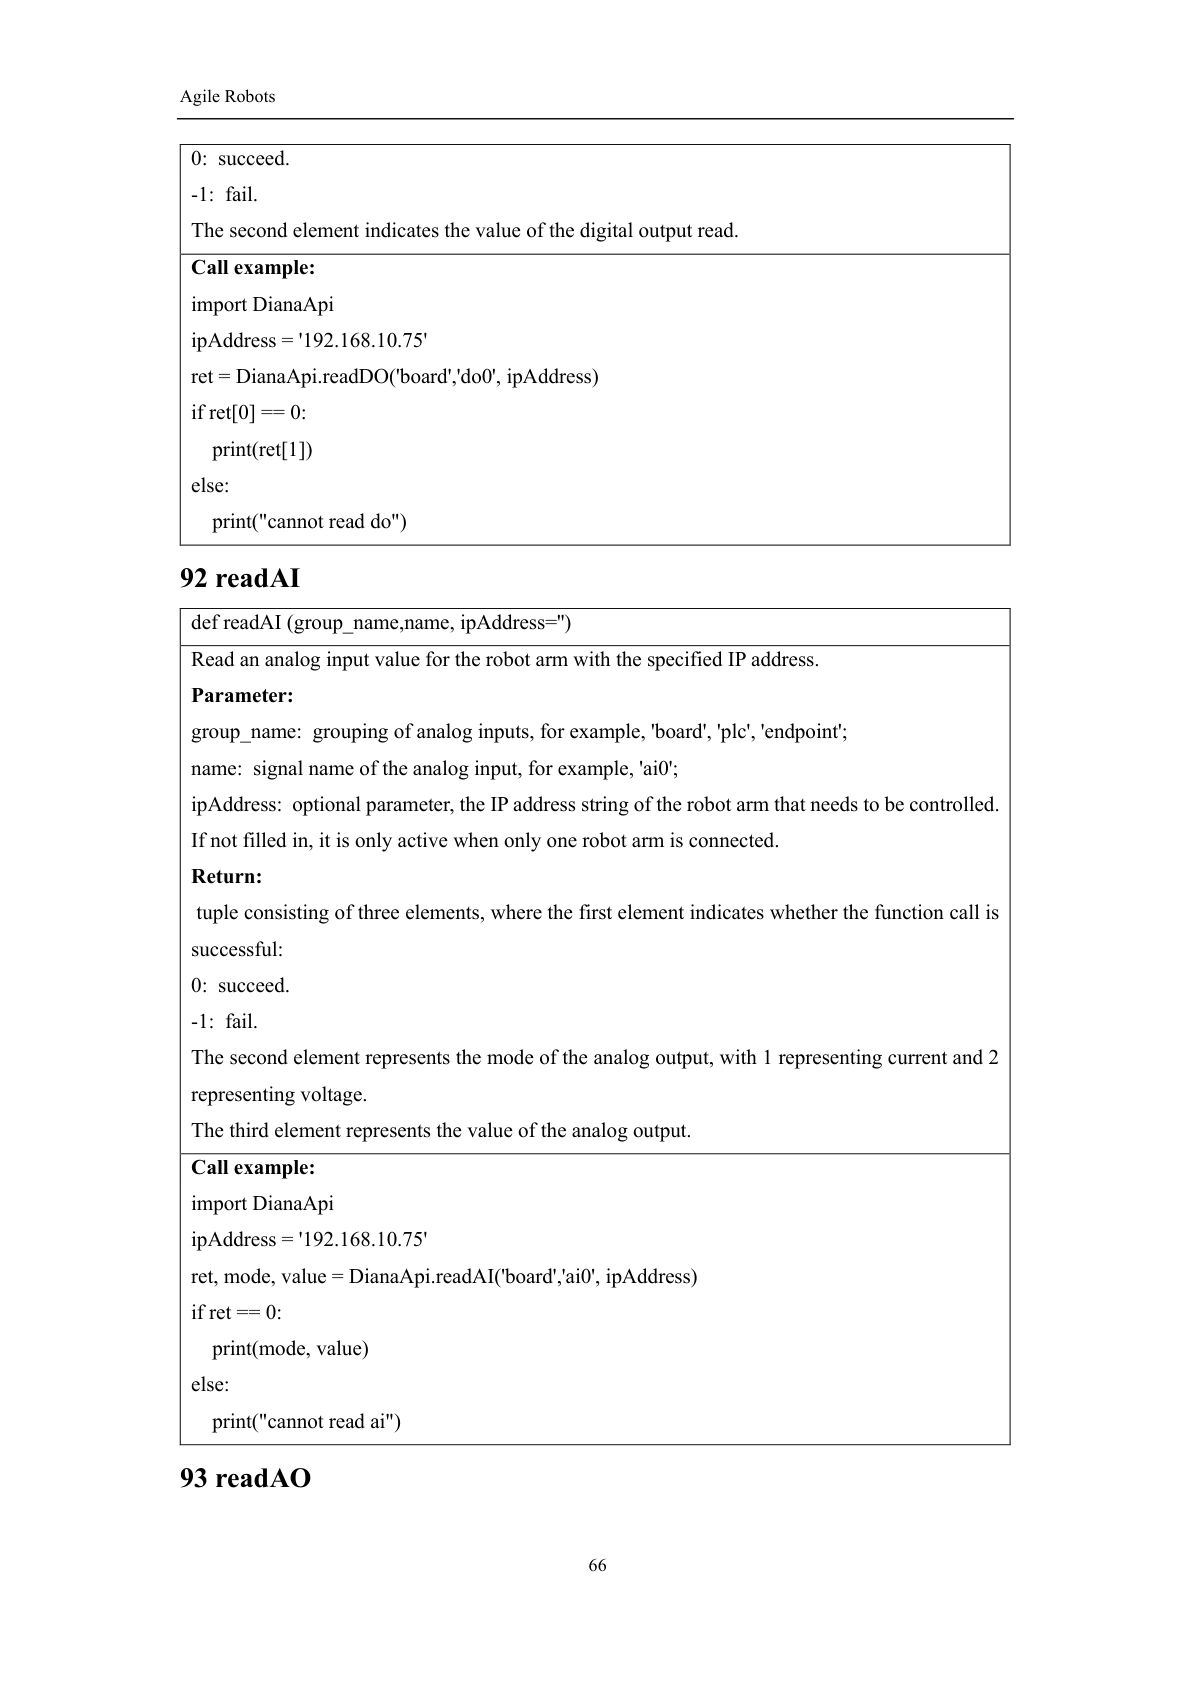 Agile Robots
0:  succeed.
-1:  fail.
The second element indicates the value of the digital output read.
Call example:
import DianaApi
ipAddress = '192.168.10.75'
ret = DianaApi.readDO('board','do0', ipAddress)
if ret[0] == 0:
    print(ret[1])
else:
    print("cannot read do")
92 readAI
def readAI (group_name,name, ipAddress='')
Read an analog input value for the robot arm with the specified IP address.
Parameter:
group_name:  grouping of analog inputs, for example, 'board', 'plc', 'endpoint';
name:  signal name of the analog input, for example, 'ai0';
ipAddress:  optional parameter, the IP address string of the robot arm that needs to be controlled.
If not filled in, it is only active when only one robot arm is connected.
Return:
tuple consisting of three elements, where the first element indicates whether the function call is
successful:
0:  succeed.
-1:  fail.
The second element represents the mode of the analog output, with 1 representing current and 2
representing voltage.
The third element represents the value of the analog output.
Call example:
import DianaApi
ipAddress = '192.168.10.75'
ret, mode, value = DianaApi.readAI('board','ai0', ipAddress)
if ret == 0:
    print(mode, value)
else:
    print("cannot read ai")
93 readAO
66